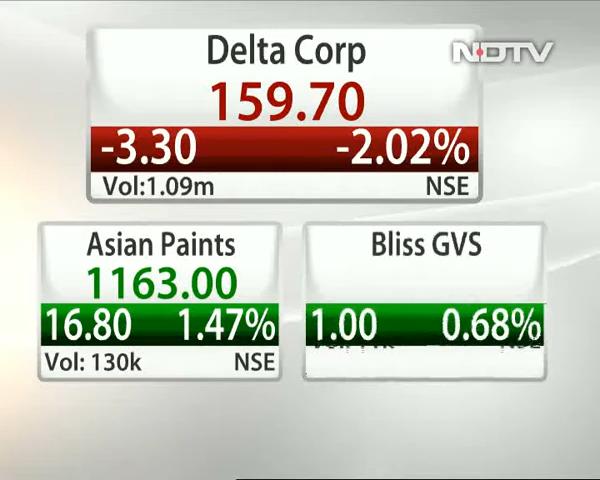 Delta Corp
NDTV
159.70
-3.30 -2.02%
Vol:1.09m NSE
Asian Paints
1163.00
16.80 1.47%
Vol: 130k NSE
Bliss GVS
1.00 0.68%